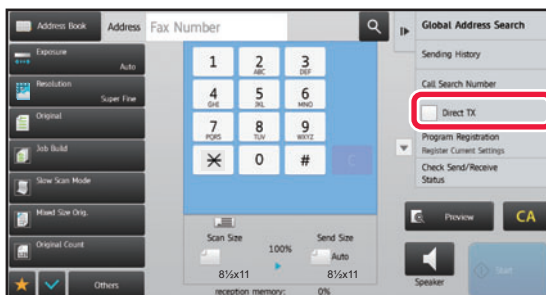 Address Book
Address
Fax Number
Exposure
Auto
Resolution
Super Fine
Original
Job Build
Slow Scan Mode
Mixed Size Orig.
Original Count
Others
1
2
ABC
3
DEF
4
GHI
5
JKL
6
MNO
7
PQRS
8
TUV
9
WXYZ
0
#
C
Scan Size
100%
Send Size
Auto
8½x11
8½x11
reception memory:
0%
Global Address Search
Sending History
Call Search Number
Direct TX
Program Registration
Register Current Settings
Check Send/Receive
Status
Preview
CA
Speaker
Start